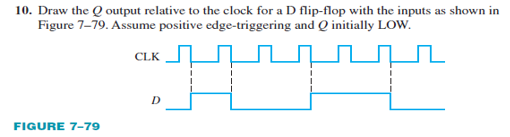 10. Draw the Q output relative to the clock for a D flip-flop with the inputs as shown in
Figure 7–79. Assume positive edge-triggering and Q initially LOW.
CLK
D
FIGURE 7–79